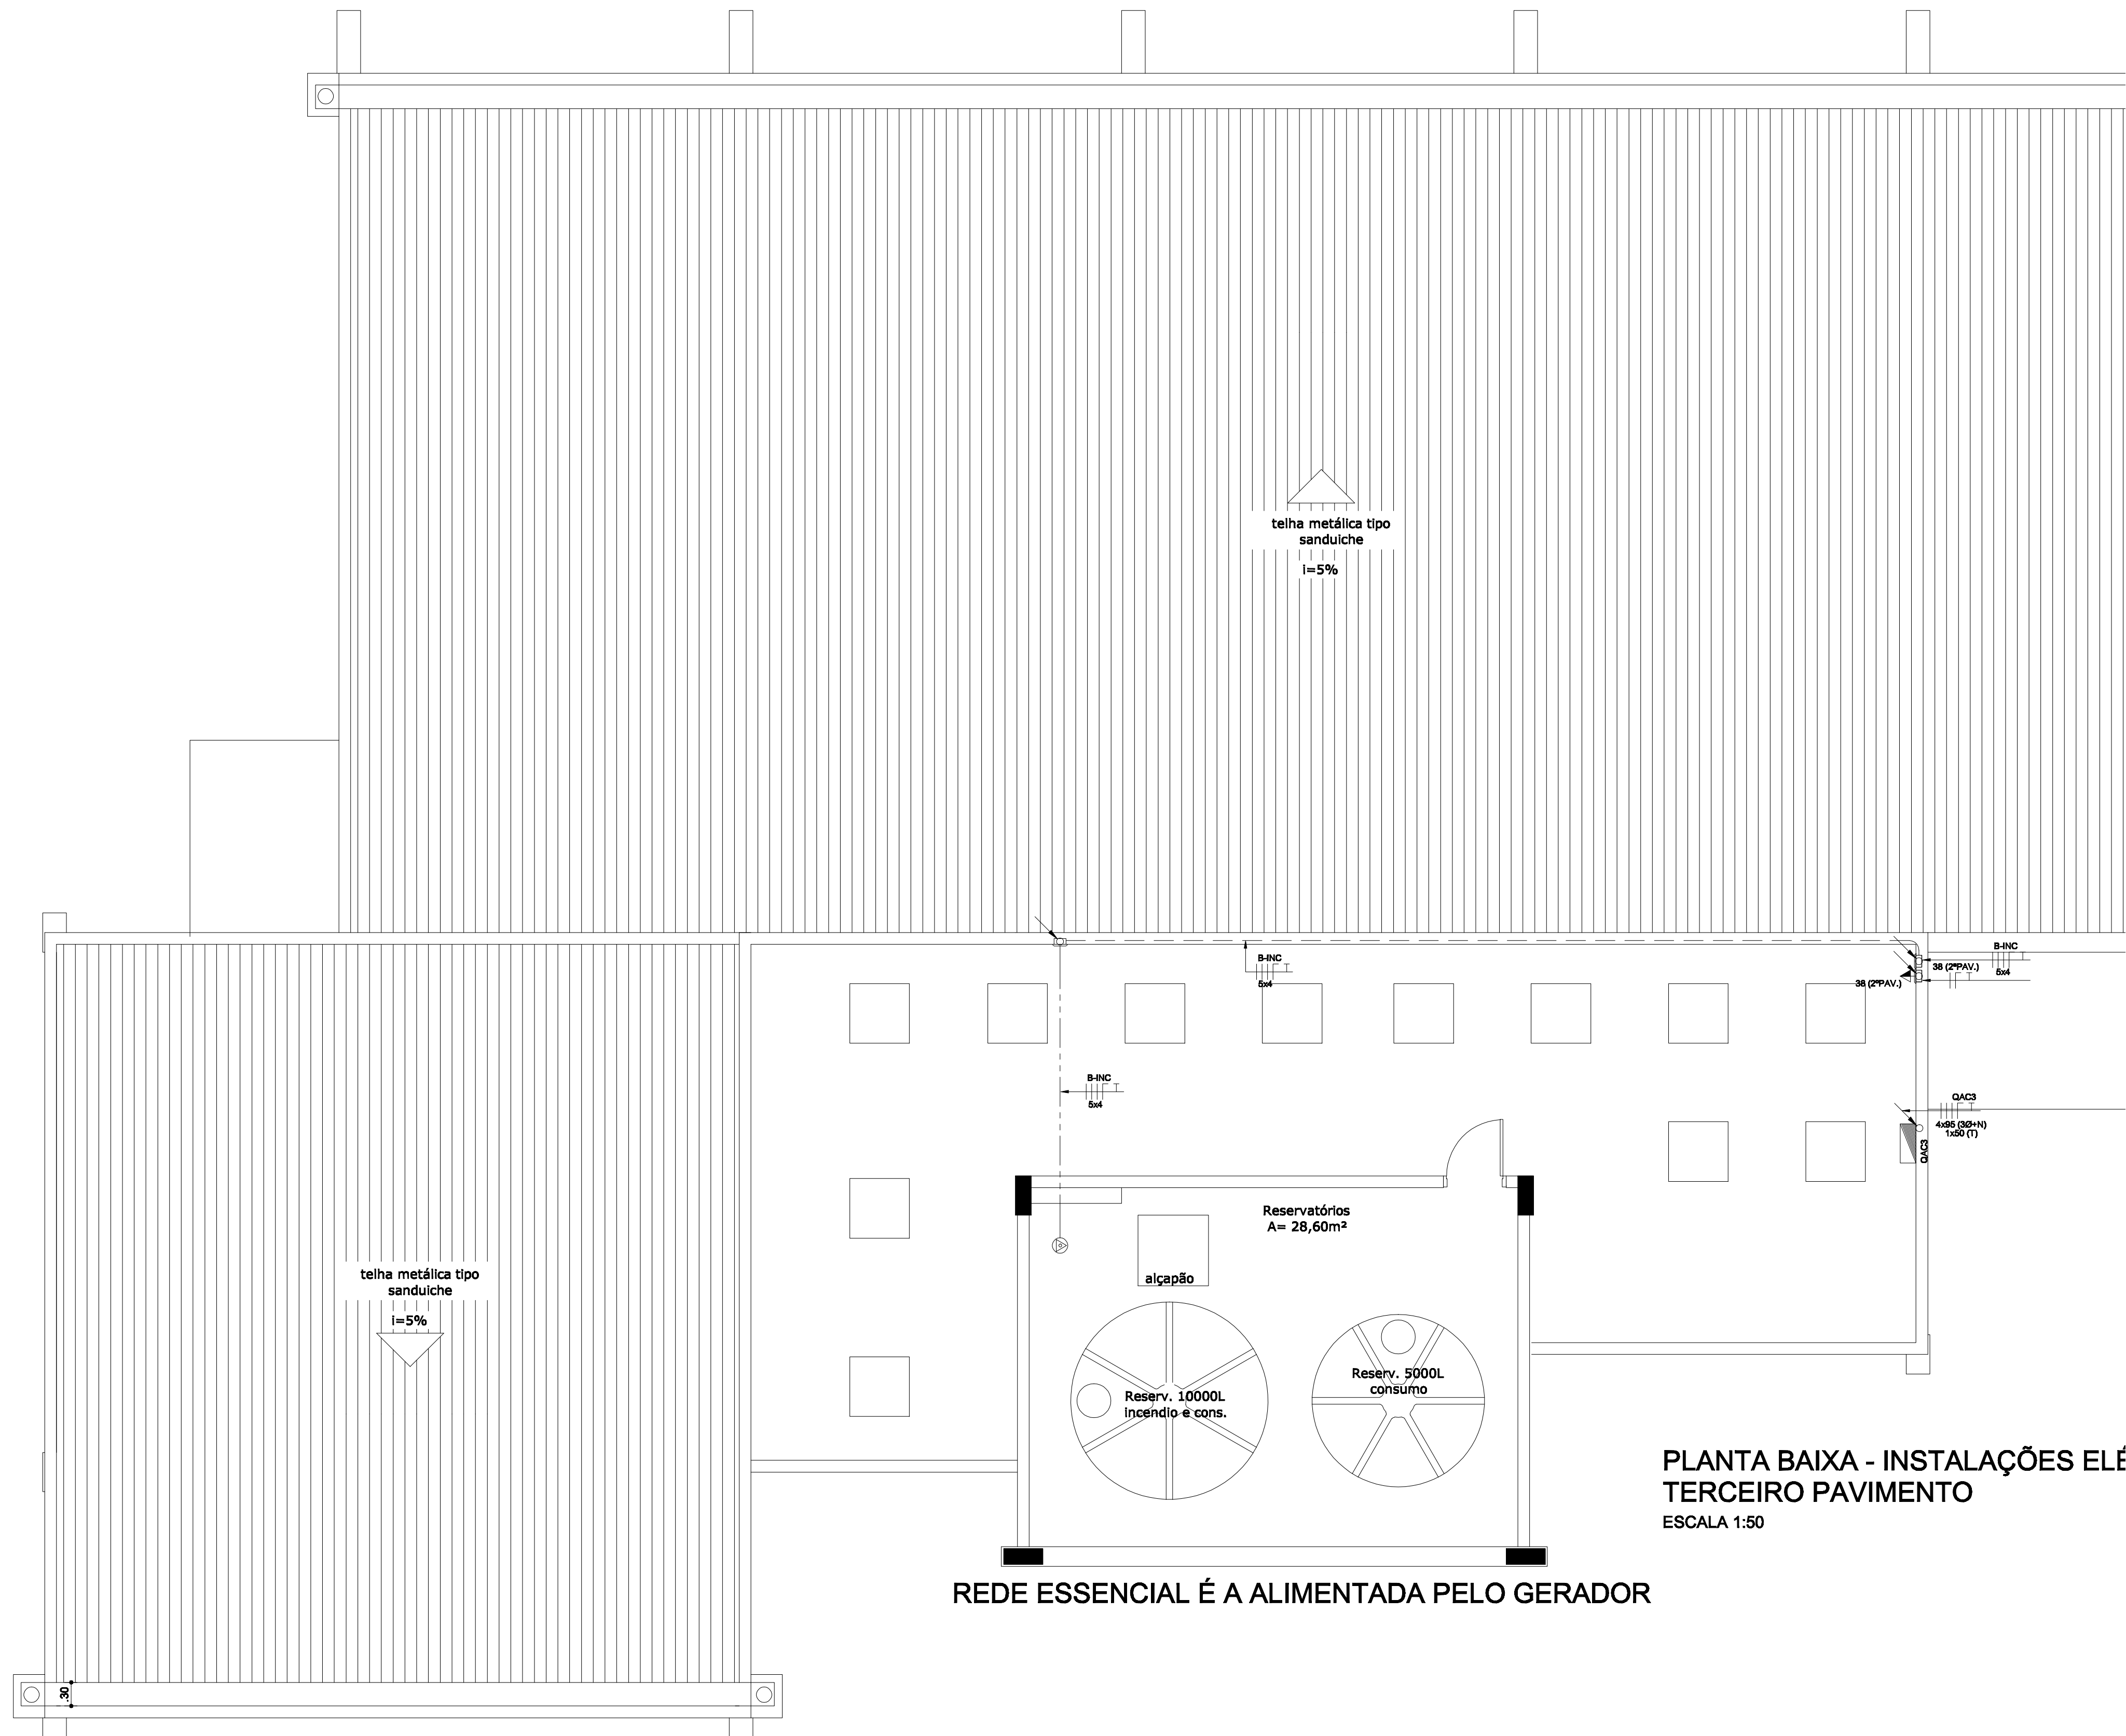 telha metálica tipo
sanduiche
i=5%
B-INC
5x4
B-INC
5x4
38 (2ºPAV.)
38 (2ºPAV.)
B-INC
5x4
QAC3
4x95 (3Ø+N)
1x50 (T)
QAC3
Reservatórios
A= 28,60m²
alçapão
telha metálica tipo
sanduiche
i=5%
Reserv. 10000L
incendio e cons.
Reserv. 5000L
consumo
PLANTA BAIXA - INSTALAÇÕES ELÉ
TERCEIRO PAVIMENTO
ESCALA 1:50
REDE ESSENCIAL É A ALIMENTADA PELO GERADOR
.30